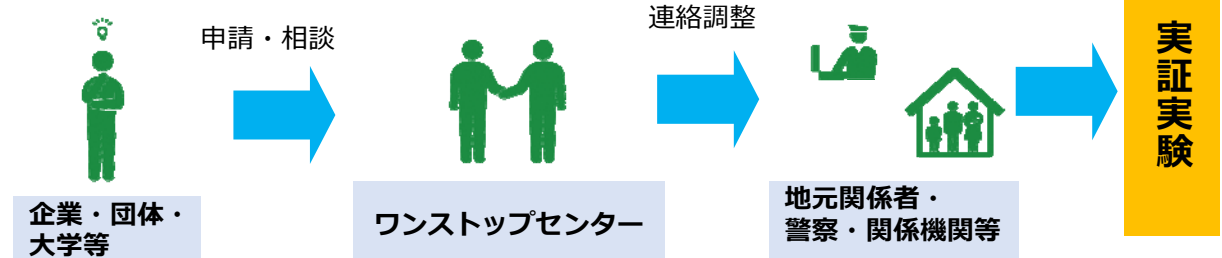 申請・相談
連絡調整
企業・団体・
大学等
ワンストップセンター
地元関係者・
警察・関係機関等
実証実験